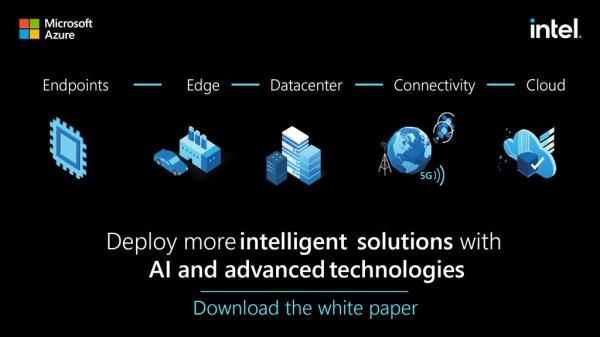 Microsoft
Azure
intel.
Endpoints Edge Datacenter Connectivity Cloud
5G
Deploy more intelligent solutions with
AI and advanced technologies
Download the white paper